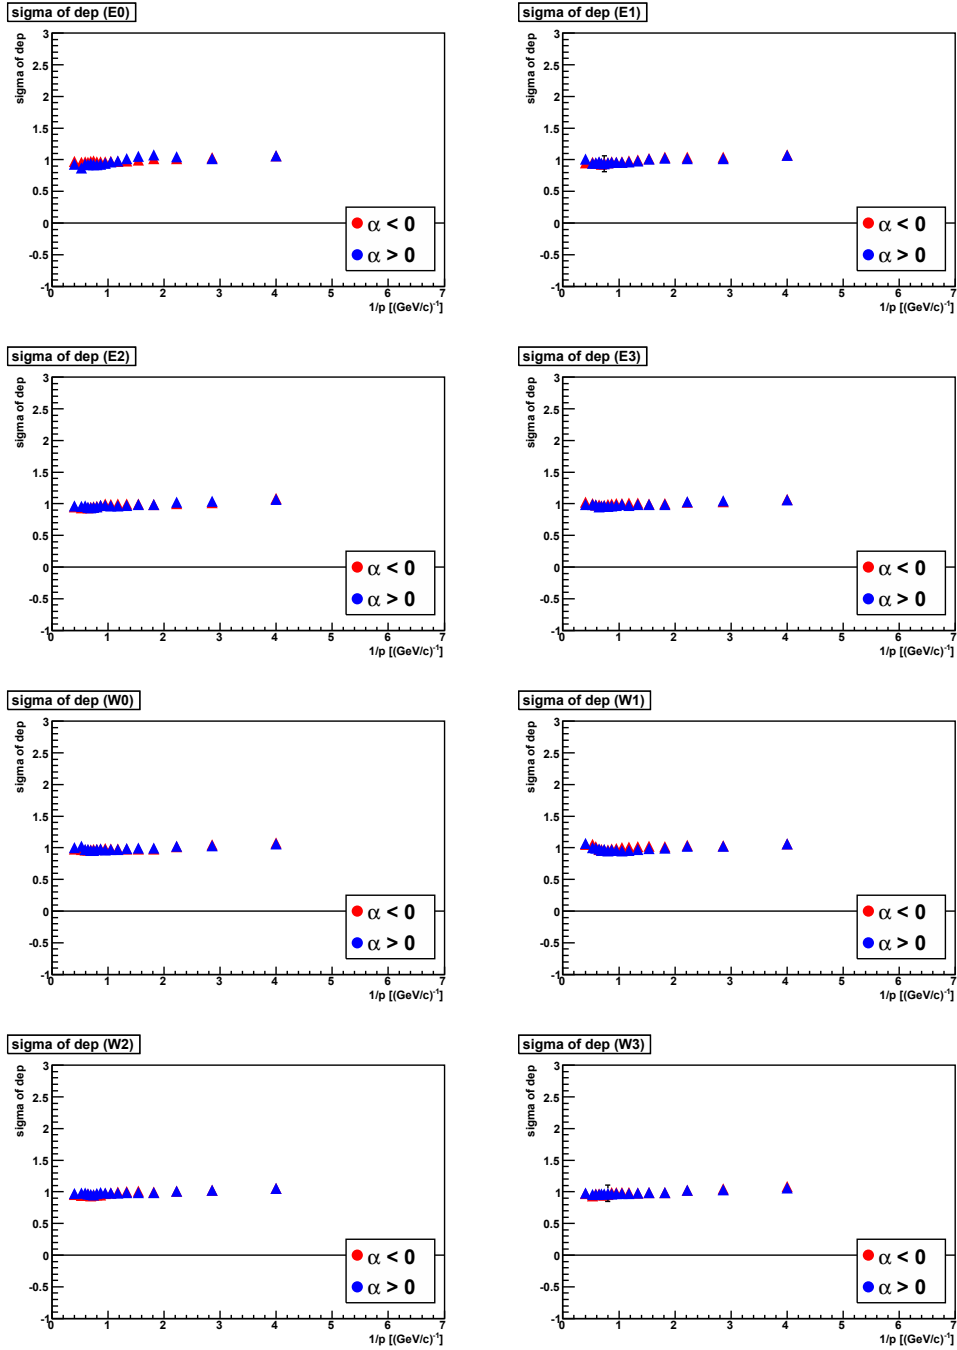 sigma of dep (E0)
sigma of dep
3
2.5
2
1.5
1
0.5
0
-0.5
-1
α < 0
α > 0
0 1 2 3 4 5 6 7
1/p [(GeV/c)-1]
sigma of dep (E1)
sigma of dep
3
2.5
2
1.5
1
0.5
0
-0.5
-1
α < 0
α > 0
0 1 2 3 4 5 6 7
1/p [(GeV/c)-1]
sigma of dep (E2)
sigma of dep
3
2.5
2
1.5
1
0.5
0
-0.5
-1
α < 0
α > 0
0 1 2 3 4 5 6 7
1/p [(GeV/c)-1]
sigma of dep (E3)
sigma of dep
3
2.5
2
1.5
1
0.5
0
-0.5
-1
α < 0
α > 0
0 1 2 3 4 5 6 7
1/p [(GeV/c)-1]
sigma of dep (W0)
sigma of dep
3
2.5
2
1.5
1
0.5
0
-0.5
-1
α < 0
α > 0
0 1 2 3 4 5 6 7
1/p [(GeV/c)-1]
sigma of dep (W1)
sigma of dep
3
2.5
2
1.5
1
0.5
0
-0.5
-1
α < 0
α > 0
0 1 2 3 4 5 6 7
1/p [(GeV/c)-1]
sigma of dep (W2)
sigma of dep
3
2.5
2
1.5
1
0.5
0
-0.5
-1
α < 0
α > 0
0 1 2 3 4 5 6 7
1/p [(GeV/c)-1]
sigma of dep (W3)
sigma of dep
3
2.5
2
1.5
1
0.5
0
-0.5
-1
α < 0
α > 0
0 1 2 3 4 5 6 7
1/p [(GeV/c)-1]